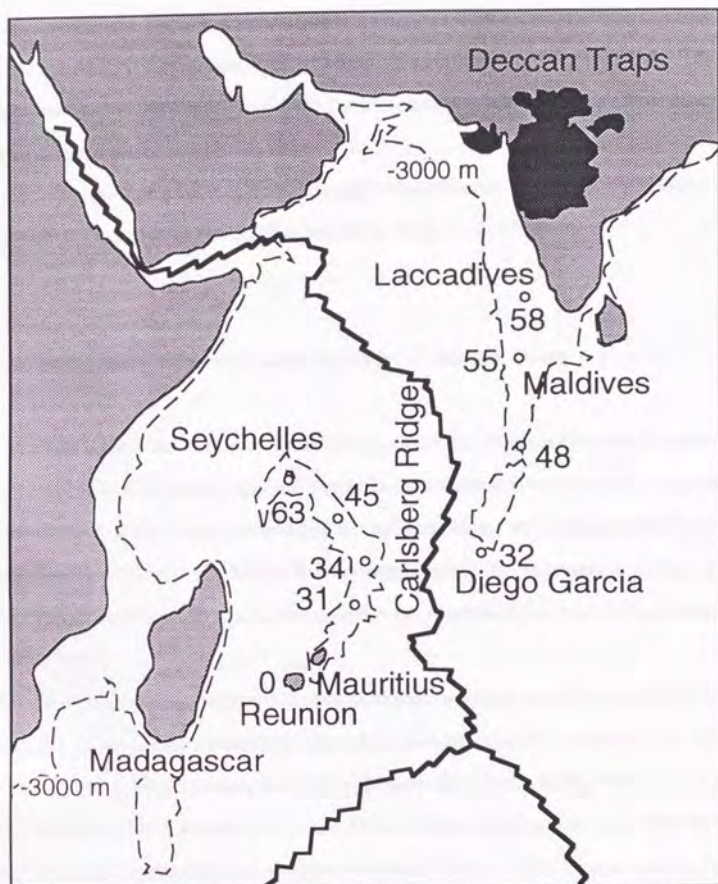 Deccan Traps
-3000 m
Laccadives
58
55
Maldives
Carlsberg Ridge
Seychelles
48
45
√63
34
32
31
Diego Garcia
0
Mauritius
Reunion
Madagascar
-3000 m